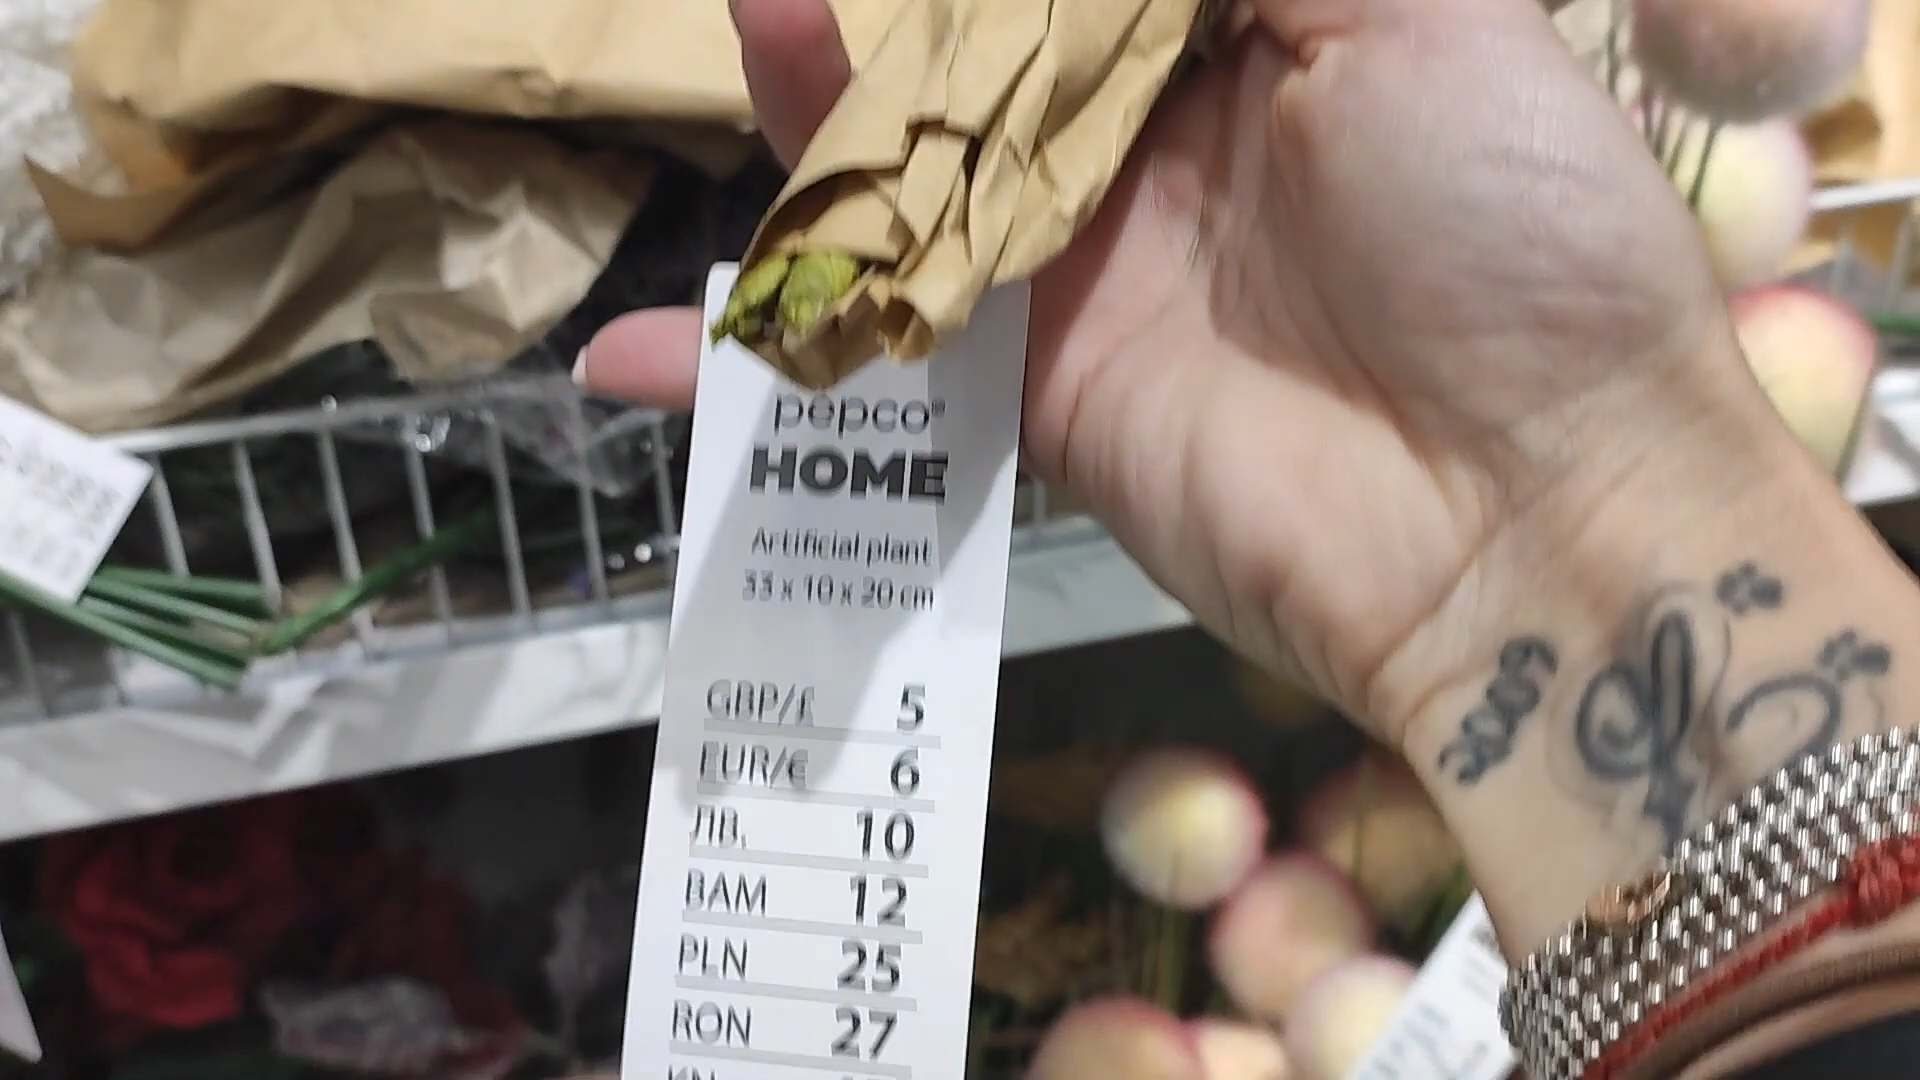 pepco®
HOME
Artificial plant
33 x 10 x 20 cm
GBP/£ 5
EUR/€ 6
ЛВ. 10
BAM 12
PLN 25
RON 27